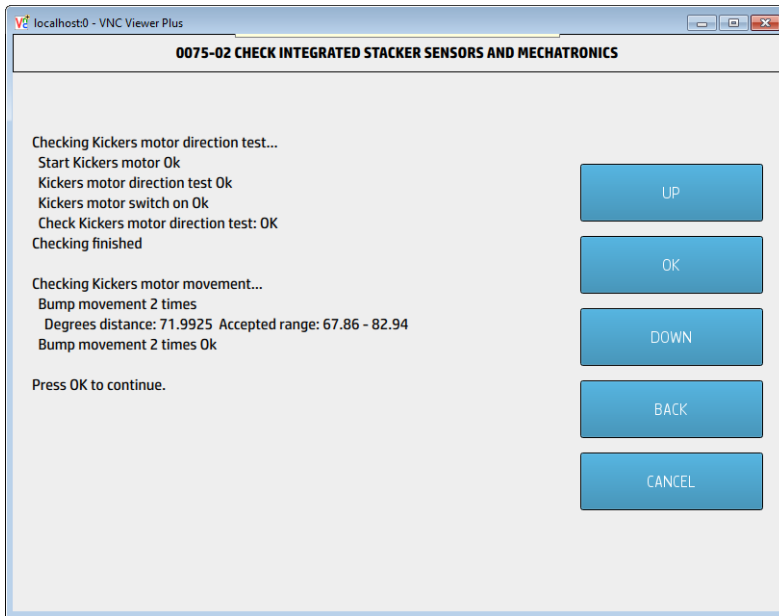 localhost:0 - VNC Viewer Plus
0075-02 CHECK INTEGRATED STACKER SENSORS AND MECHATRONICS
Checking Kickers motor direction test...
Start Kickers motor Ok
Kickers motor direction test Ok
Kickers motor switch on Ok
Check Kickers motor direction test: OK
Checking finished
Checking Kickers motor movement...
Bump movement 2 times
Degrees distance: 71.9925 Accepted range: 67.86 - 82.94
Bump movement 2 times Ok
Press OK to continue.
UP
OK
DOWN
BACK
CANCEL